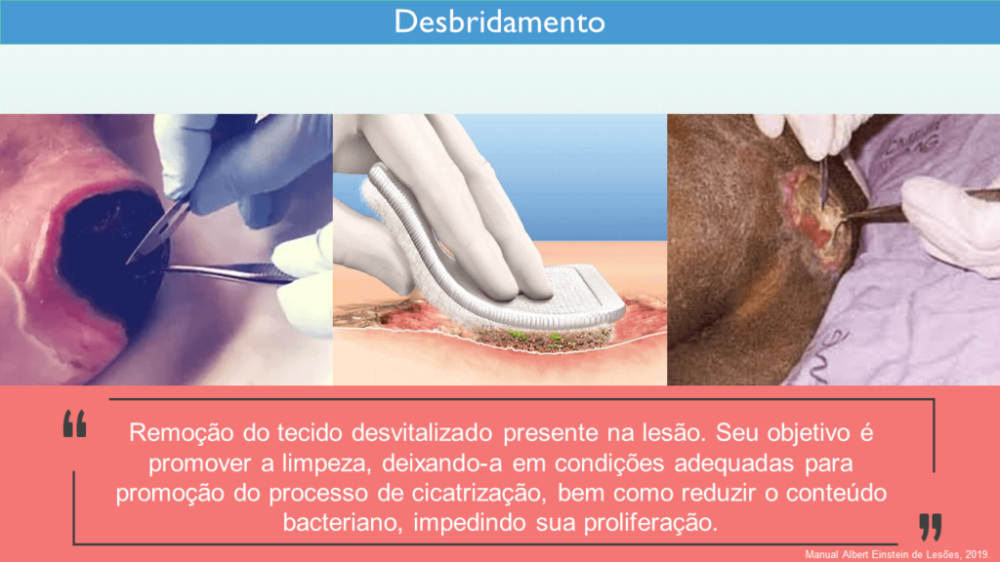 Desbridamento
Remoção do tecido desvitalizado presente na lesão. Seu objetivo é
promover a limpeza, deixando-a em condições adequadas para
promoção do processo de cicatrização, bem como reduzir o conteúdo
bacteriano, impedindo sua proliferação.
Manual Albert Einstein de Lesões, 2019.